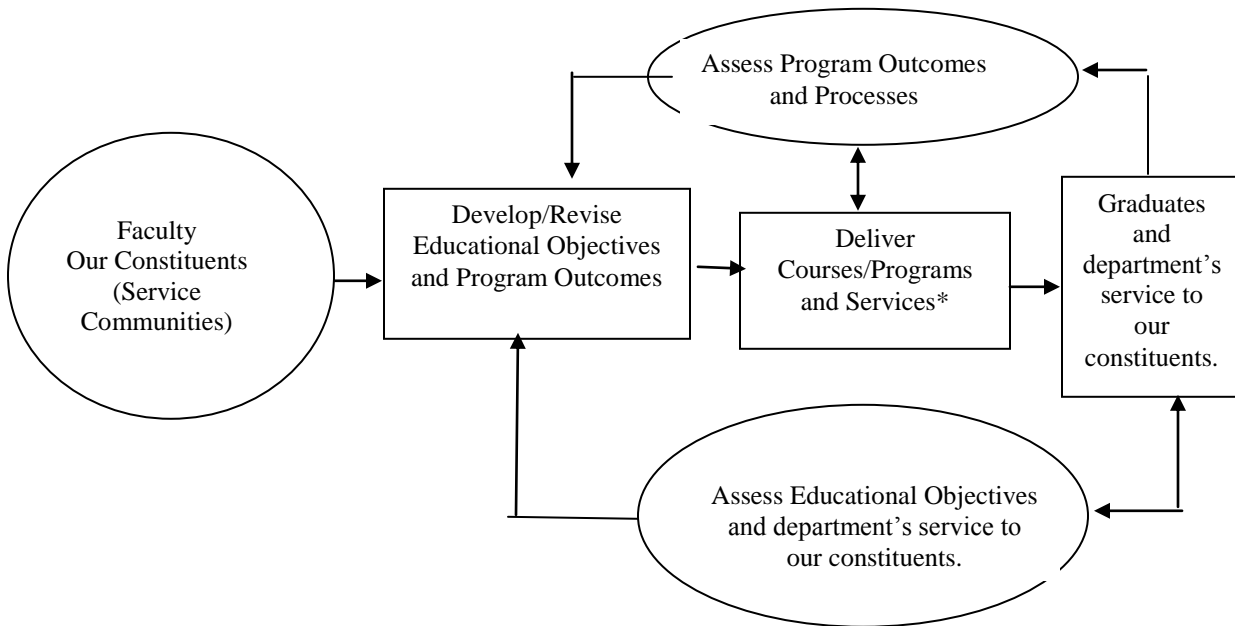 Assess Program Outcomes
and Processes
Faculty
Our Constituents
(Service
Communities)
Develop/Revise
Educational Objectives
and Program Outcomes
Deliver
Courses/Programs
and Services*
Graduates
and
department’s
service to
our
constituents.
Assess Educational Objectives
and department’s service to
our constituents.